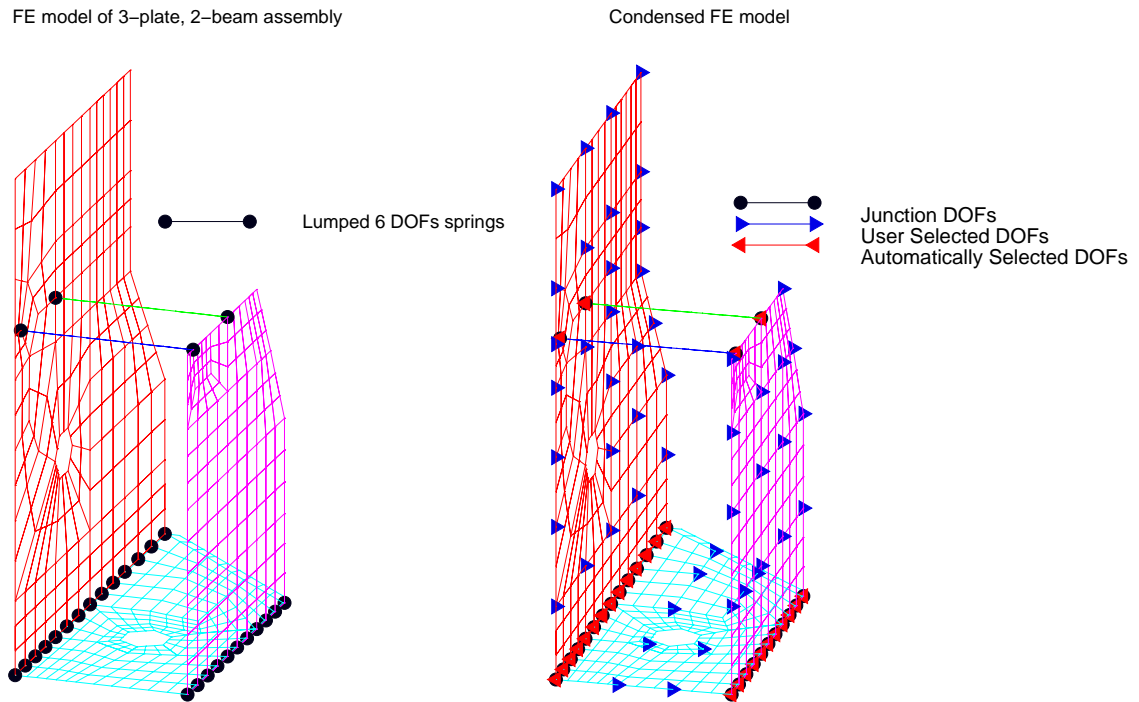 FE model of 3−plate, 2−beam assembly
Condensed FE model
Lumped 6 DOFs springs
Junction DOFs
User Selected DOFs
Automatically Selected DOFs